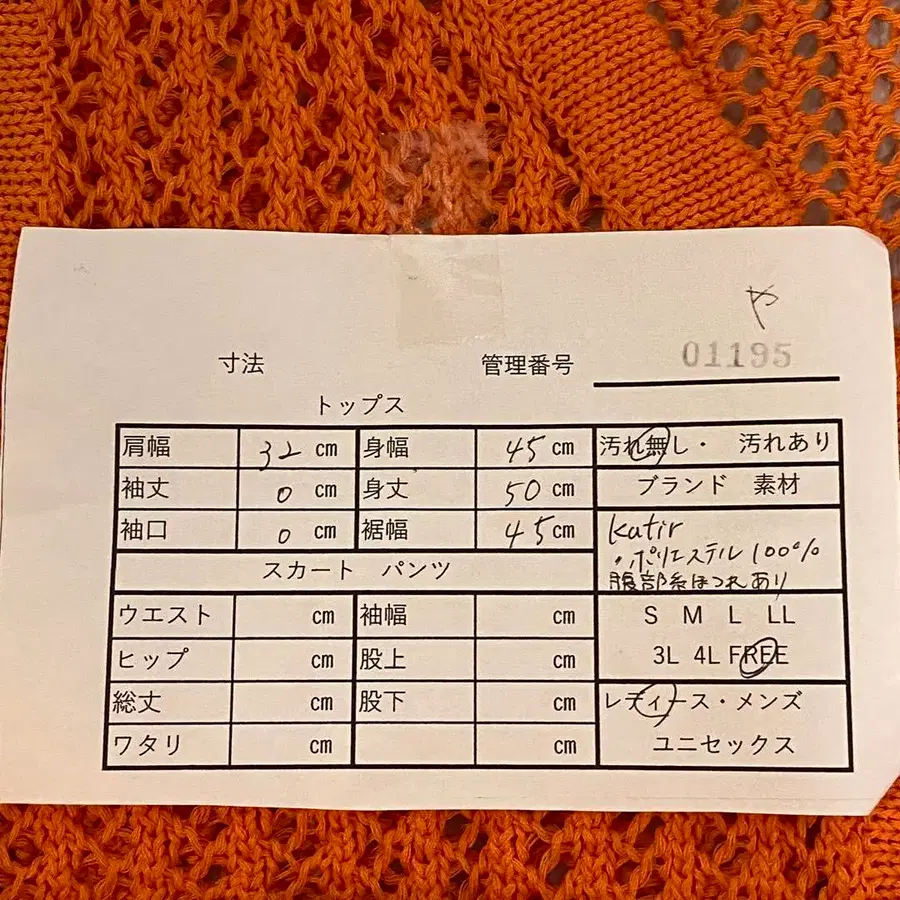 や
寸法 管理番号 01195
トップス
肩幅 32 cm 身幅 45 cm 汚れ無し・ 汚れあり
袖丈 0 cm 身丈 50 cm ブランド 素材
袖口 0 cm 裾幅 45 cm katir
・ポリエステル100%
腹部糸ほつれあり
スカート パンツ
ウエスト cm 袖幅 cm S M L LL
ヒップ cm 股上 cm 3L 4L FREE
総丈 cm 股下 cm レディース・メンズ
ワタリ cm cm ユニセックス